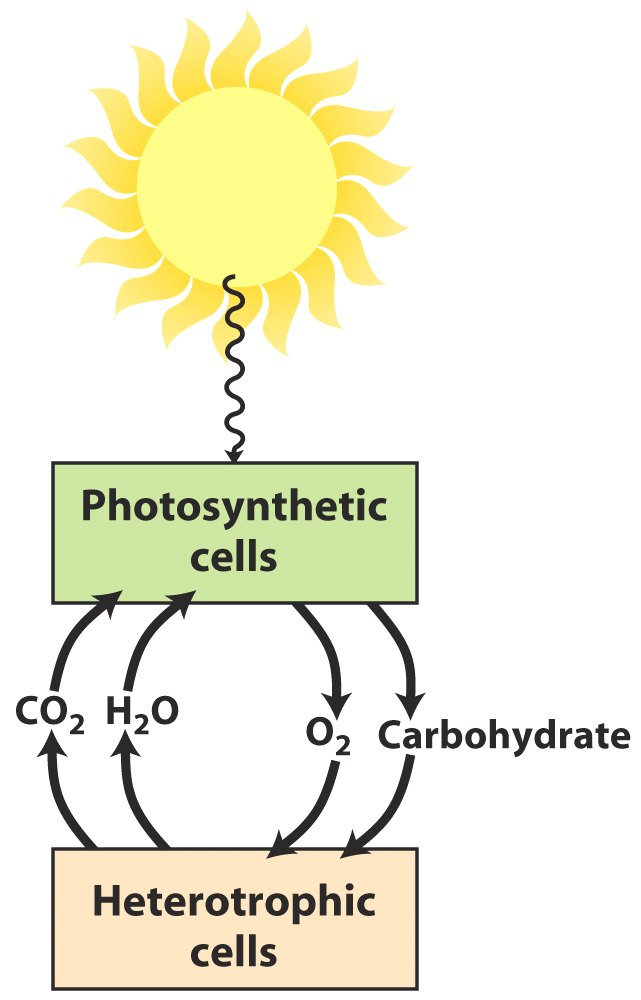 Photosynthetic
cells
CO₂ H₂O
O₂ Carbohydrate
Heterotrophic
cells